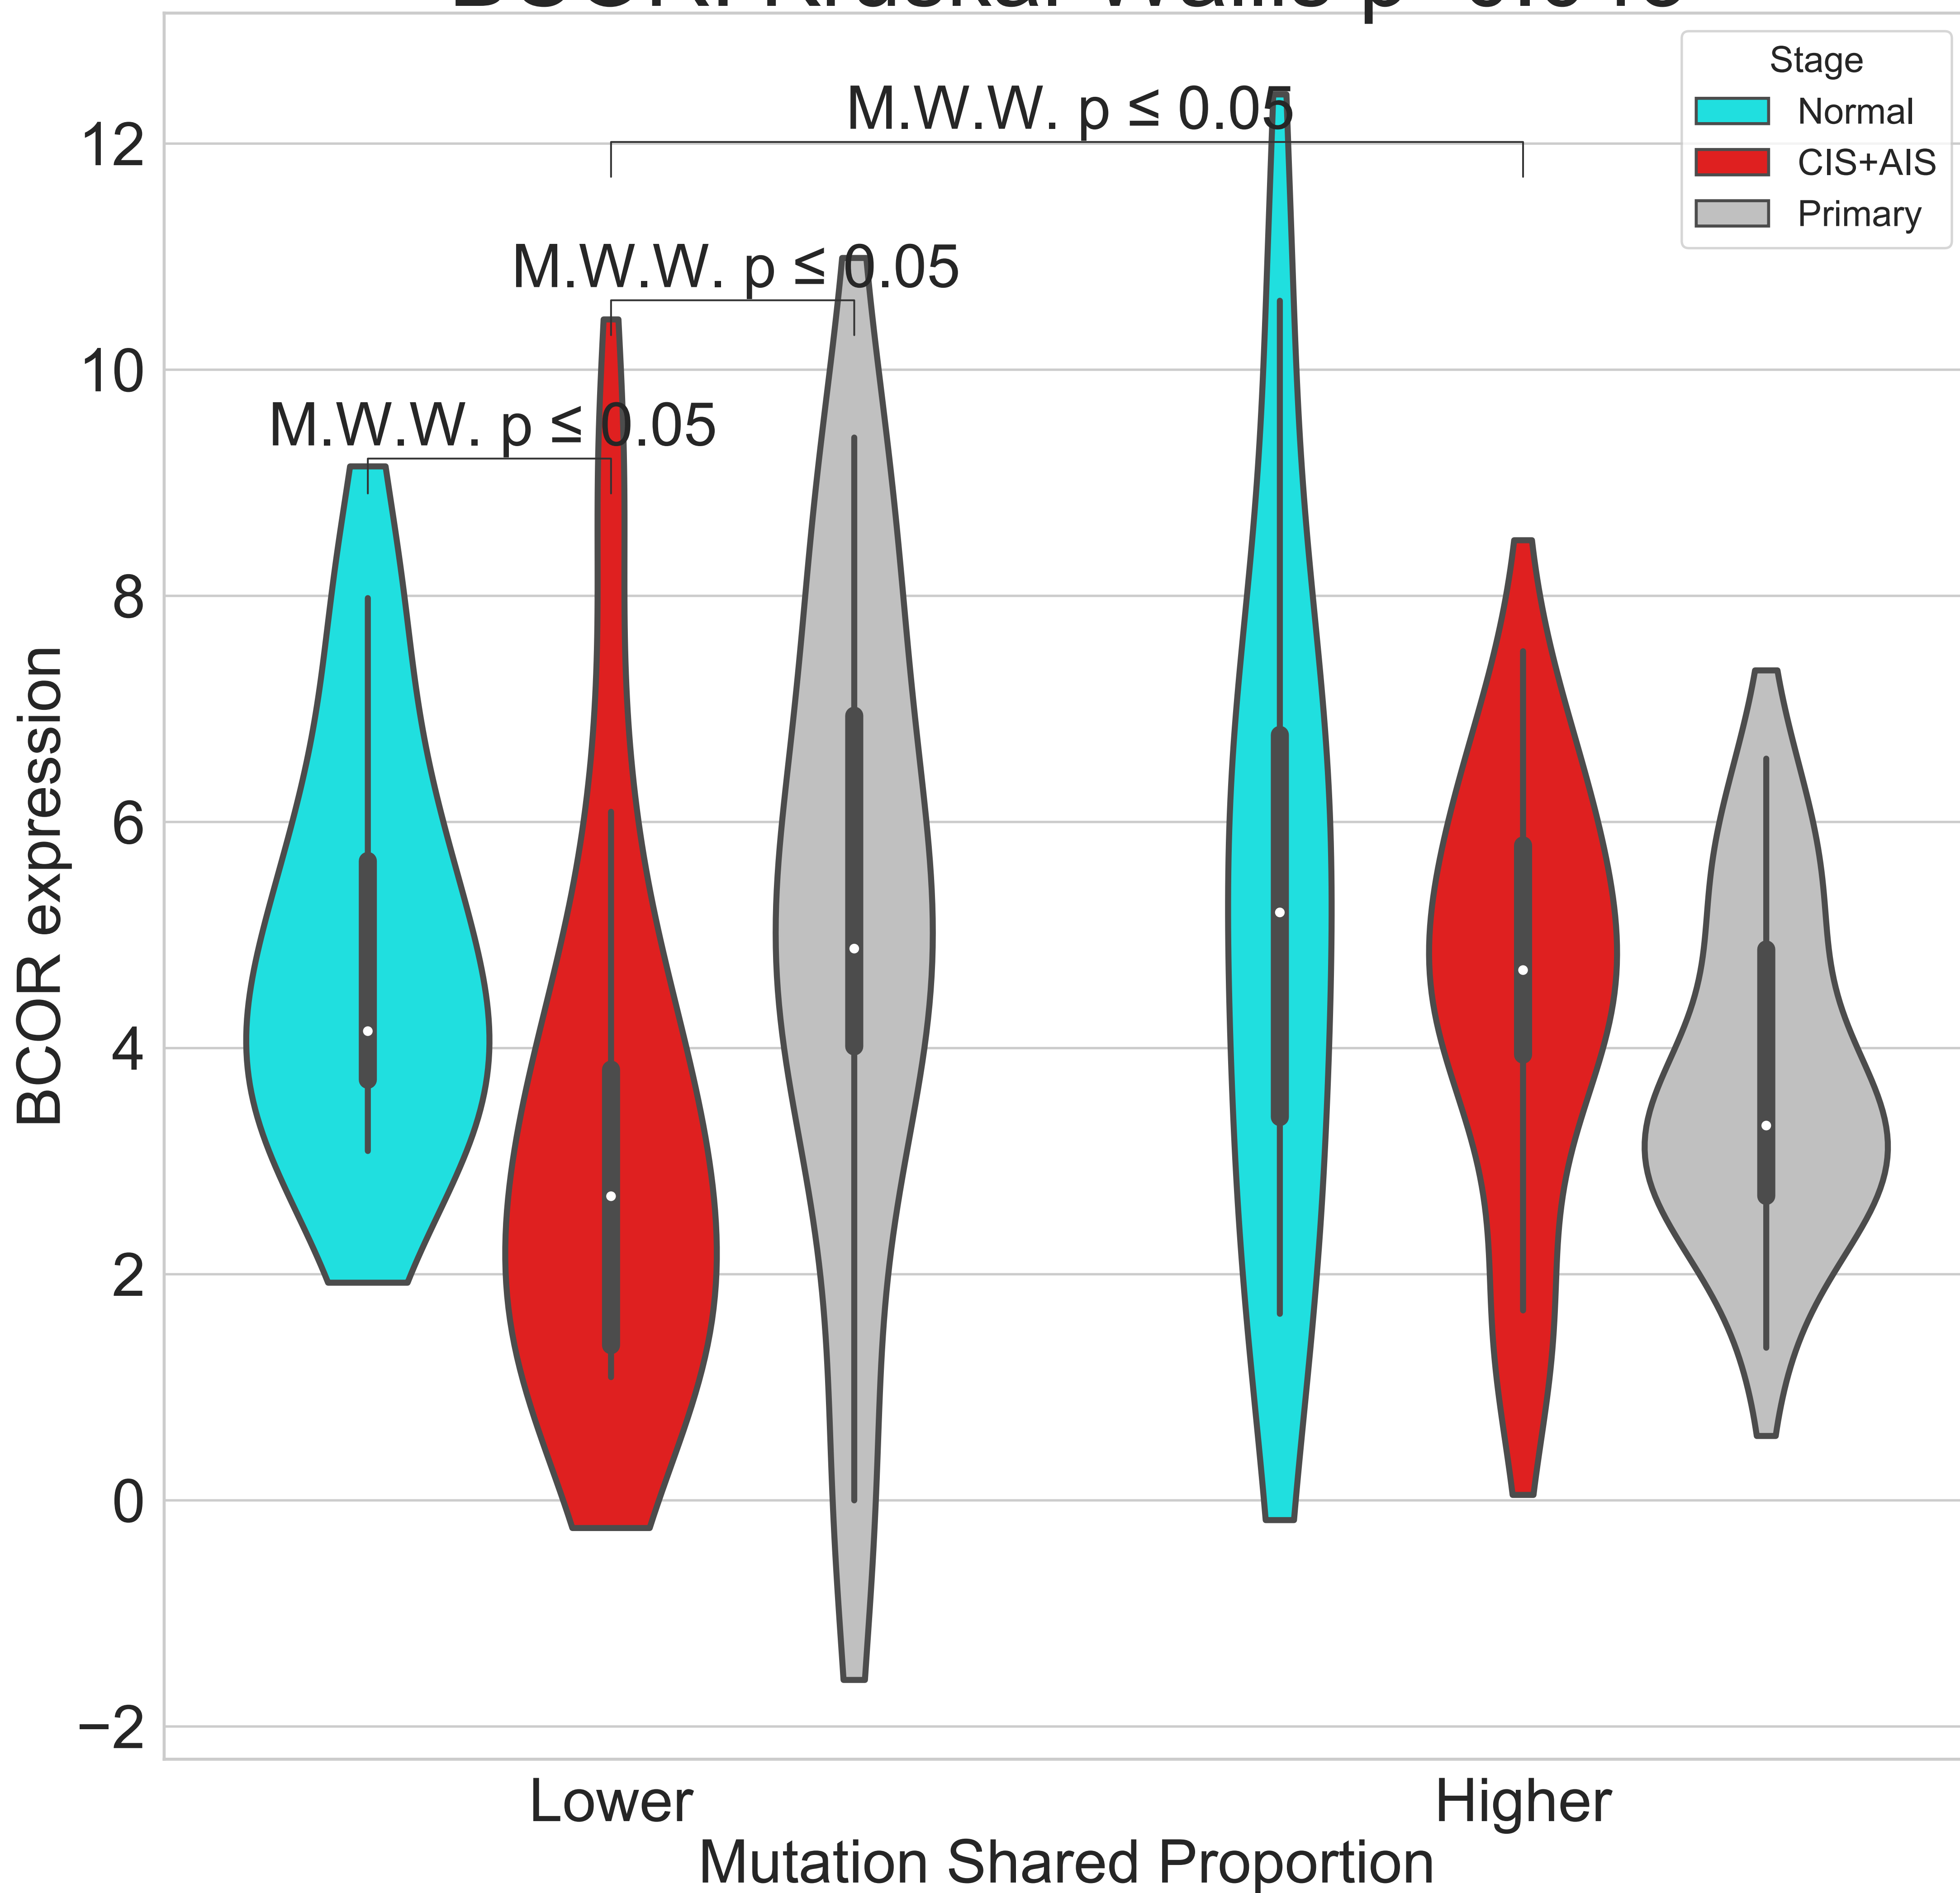 Stage
Normal
CIS+AIS
Primary
M.W.W. p ≤ 0.05
M.W.W. p ≤ 0.05
M.W.W. p ≤ 0.05
12
10
8
6
4
2
0
−2
BCOR expression
Lower
Higher
Mutation Shared Proportion